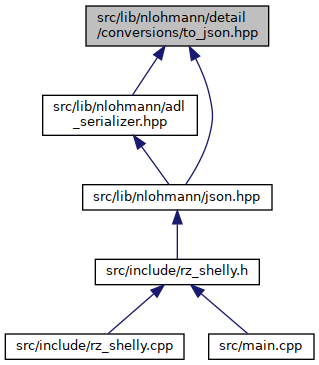 src/lib/nlohmann/detail
/conversions/to_json.hpp
src/lib/nlohmann/adl
_serializer.hpp
src/lib/nlohmann/json.hpp
src/include/rz_shelly.h
src/include/rz_shelly.cpp
src/main.cpp